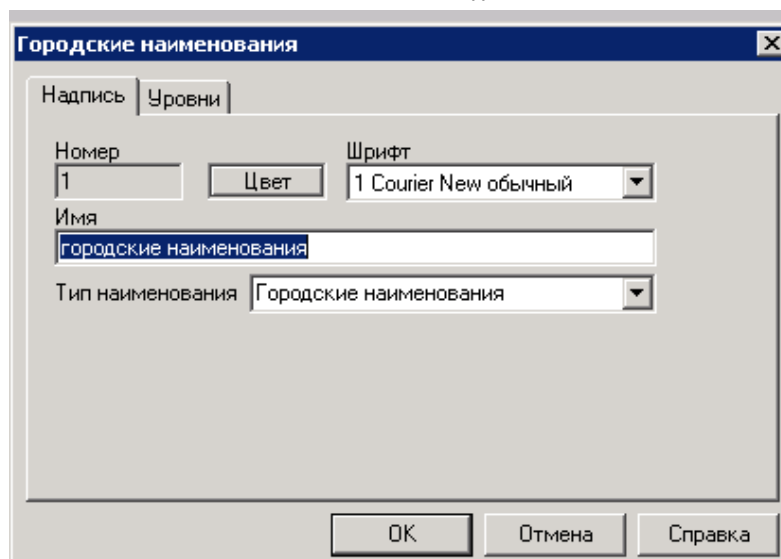 Городские наименования
Надпись Уровни
Номер Шрифт
1 Цвет 1 Courier New обычный
Имя
городские наименования
Тип наименования Городские наименования
OK Отмена Справка